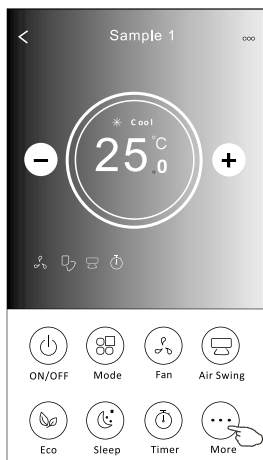 Sample 1
Cool
25.0°C
ON/OFF Mode Fan Air Swing
Eco Sleep Timer More